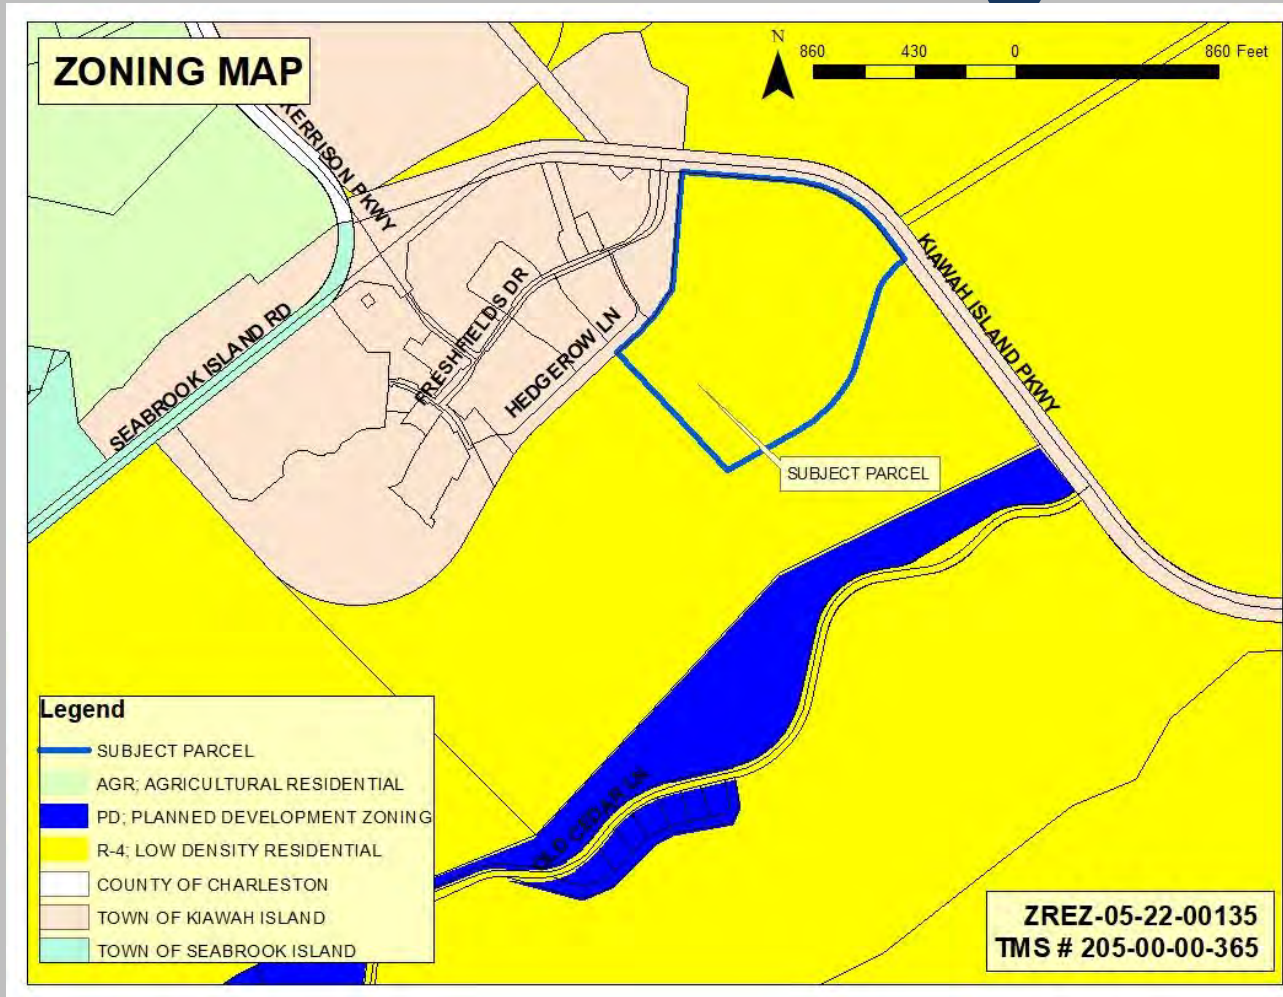 ZONING MAP
N
860 430 0 860 Feet
KERRISON PKWY
KIAWAH ISLAND PKWY
SEABROOK ISLAND RD
FRESHFIELDS DR
HEDGEROW LN
SUBJECT PARCEL
OLD CEDAR LN
Legend
SUBJECT PARCEL
AGR; AGRICULTURAL RESIDENTIAL
PD; PLANNED DEVELOPMENT ZONING
R-4; LOW DENSITY RESIDENTIAL
COUNTY OF CHARLESTON
TOWN OF KIAWAH ISLAND
TOWN OF SEABROOK ISLAND
ZREZ-05-22-00135
TMS # 205-00-00-365